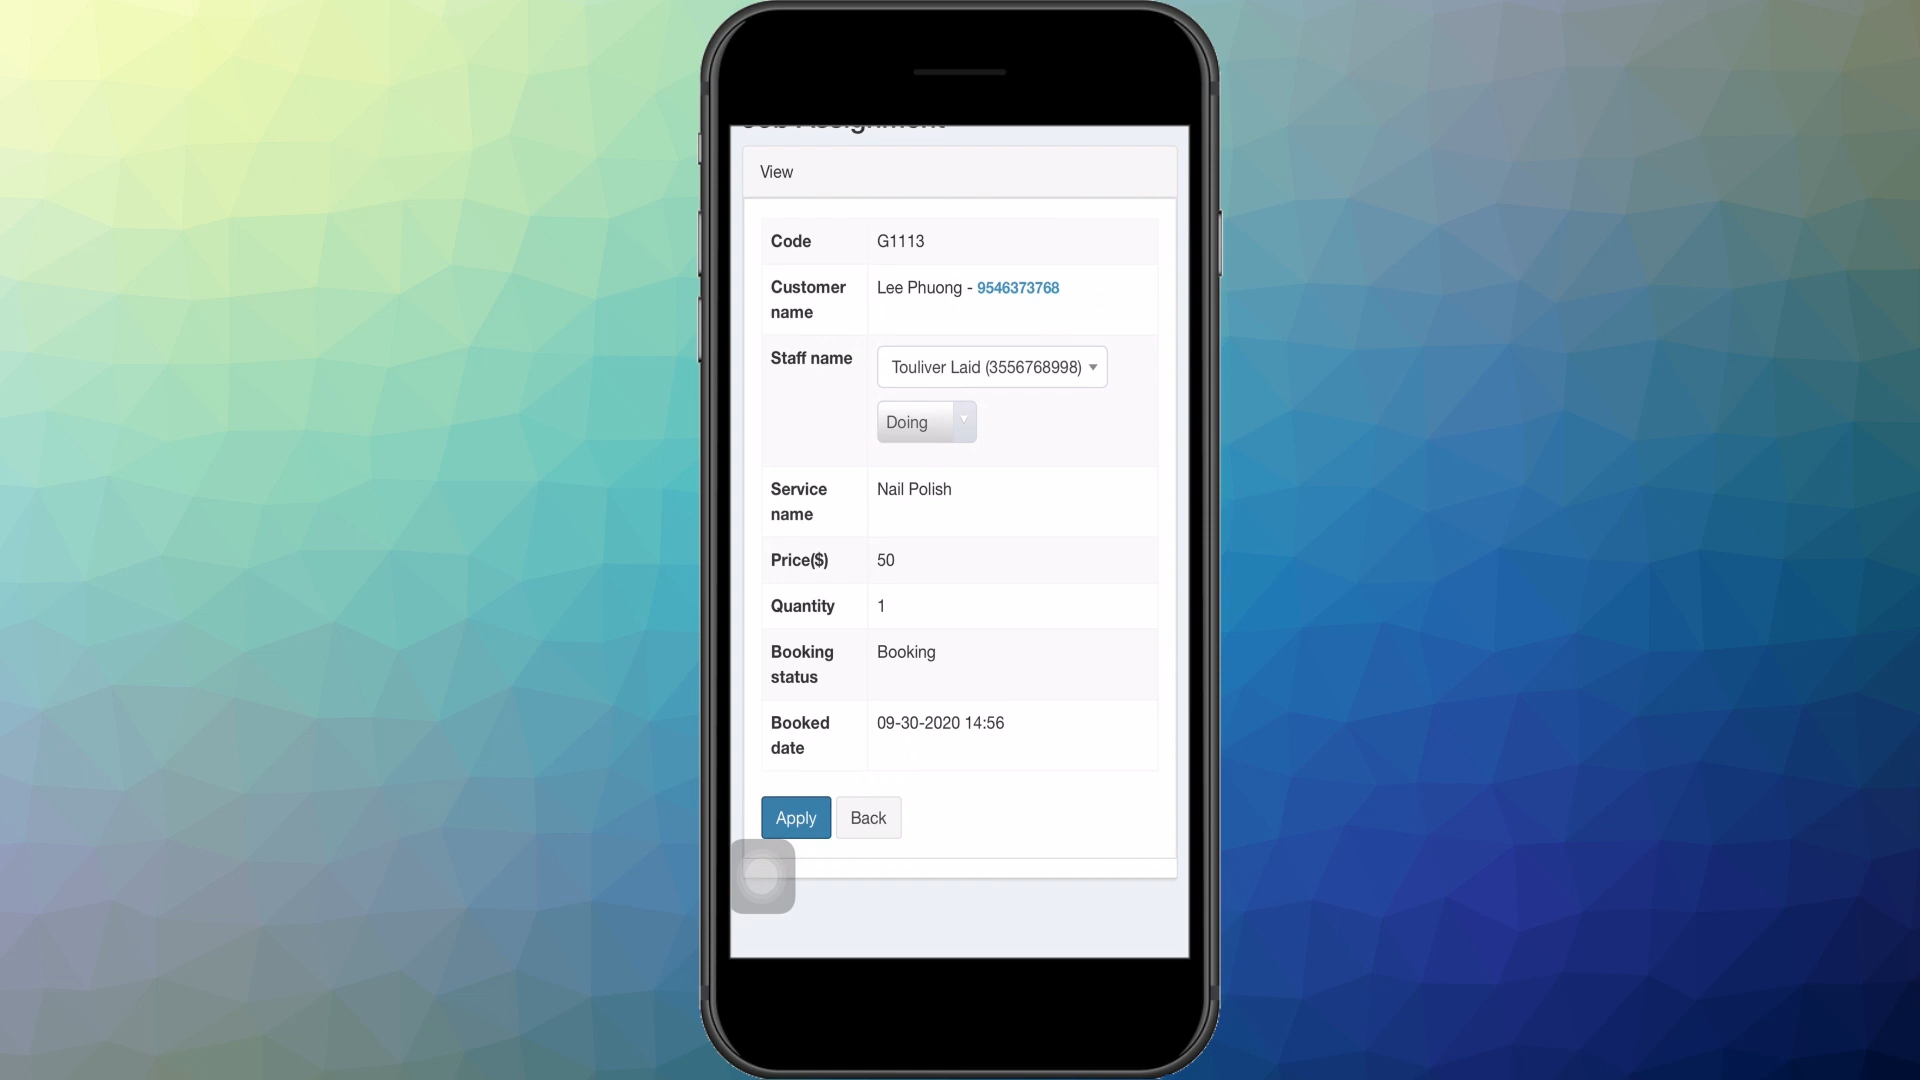 Job Assignment
View
Code G1113
Customer name Lee Phuong - 9546373768
Staff name Touliver Laid (3556768998)
Doing
Service name Nail Polish
Price($) 50
Quantity 1
Booking status Booking
Booked date 09-30-2020 14:56
Apply Back